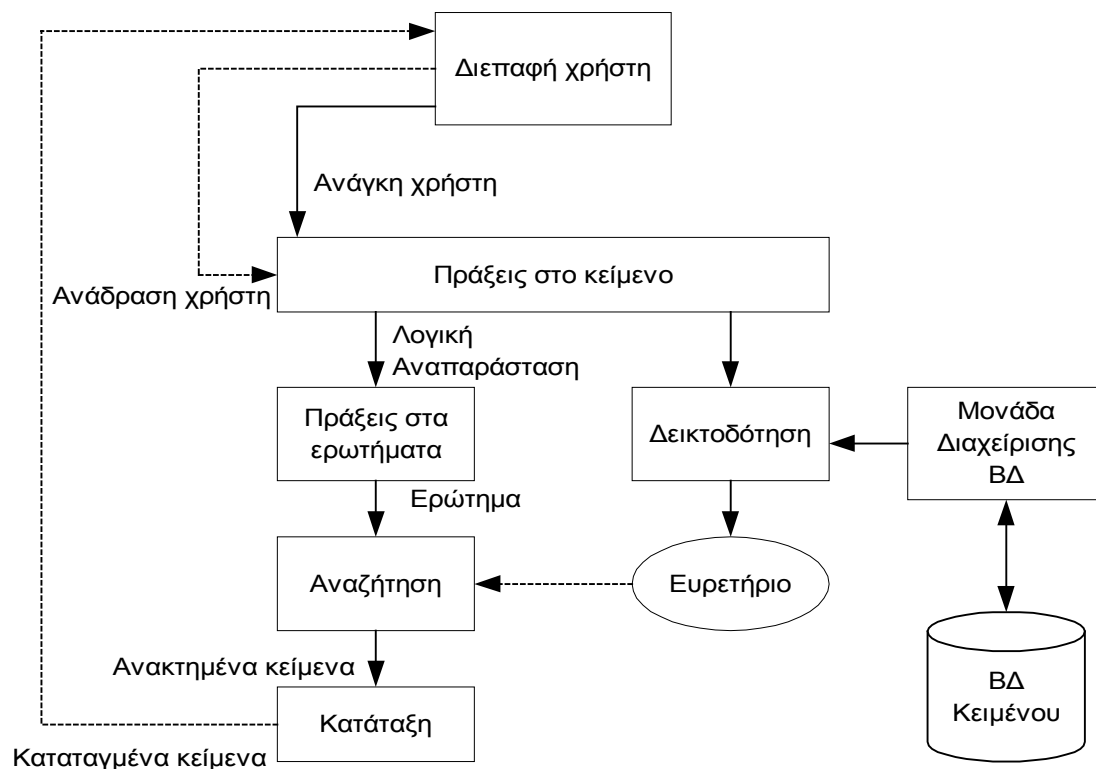 Διεπαφή χρήστη
Ανάγκη χρήστη
Πράξεις στο κείμενο
Ανάδραση χρήστη
Λογική
Αναπαράσταση
Πράξεις στα
ερωτήματα
Δεικτοδότηση
Μονάδα
Διαχείρισης
ΒΔ
Ερώτημα
Αναζήτηση
Ευρετήριο
Ανακτημένα κείμενα
ΒΔ
Κειμένου
Κατάταξη
Καταταγμένα κείμενα